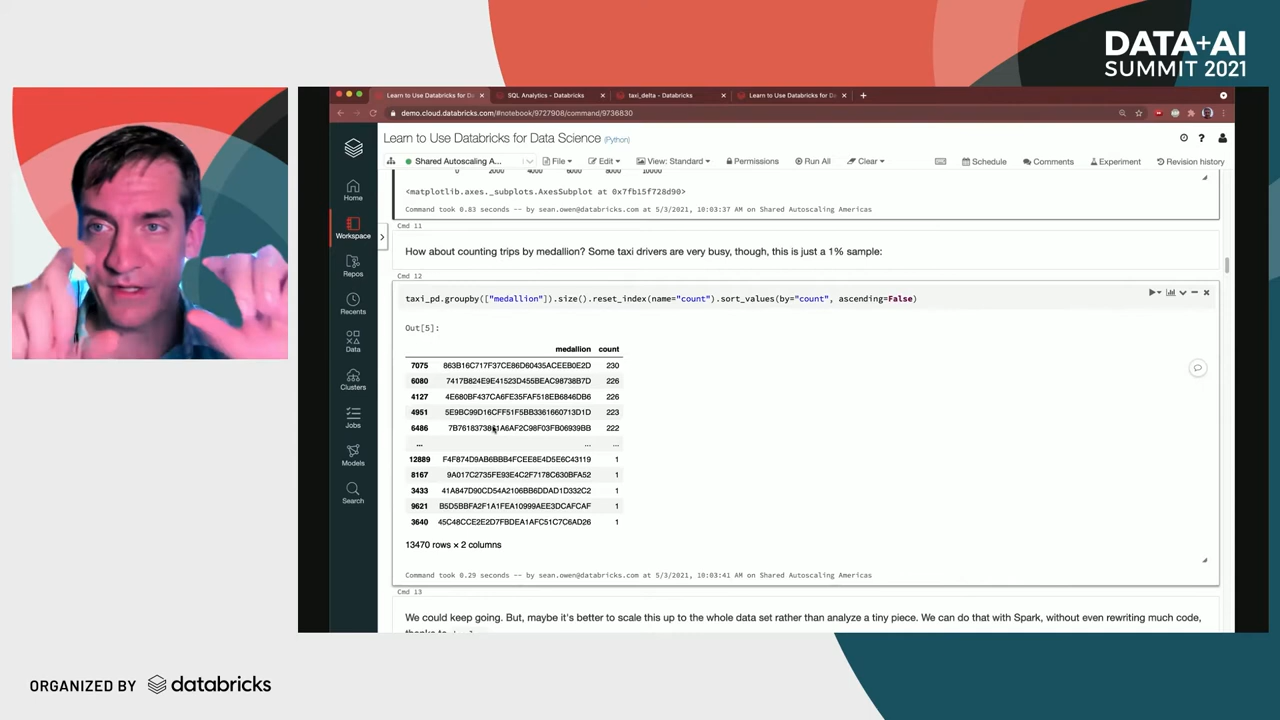 DATA+AI
SUMMIT 2021
Learn to Use Databricks for Da
SQL Analytics - Databricks
taxi_delta - Databricks
Learn to Use Databricks for Da
demo.cloud.databricks.com/#notebook/9727908/command/9736830
Learn to Use Databricks for Data Science (Python)
Shared Autoscaling A... File Edit View: Standard Permissions Run All Clear Schedule Comments Experiment Revision history
Home
Workspace
Repos
Recents
Data
Clusters
Jobs
Models
Search
0 2000 4000 6000 8000 10000
<matplotlib.axes._subplots.AxesSubplot at 0x7fb15f728d90>
Command took 0.83 seconds -- by sean.owen@databricks.com at 5/3/2021, 10:03:37 AM on Shared Autoscaling Americas
Cmd 11
How about counting trips by medallion? Some taxi drivers are very busy, though, this is just a 1% sample:
Cmd 12
taxi_pd.groupby(["medallion"]).size().reset_index(name="count").sort_values(by="count", ascending=False)
Out[5]:
medallion count
7075 863B16C717F37CE86D60435ACEEB0E2D 230
6080 7417B824E9E41523D455BEAC98738B7D 226
4127 4E680BF437CA6FE35FAF518EB6846DB6 226
4951 5E9BC99D16CFF51F5BB3361660713D1D 223
6486 222
... ... ...
12889 F4F874D9AB6BBB4FCEE8E4D5E6C43119 1
8167 9A017C2735FE93E4C2F7178C630BFA52 1
3433 41A847D90CD54A2106BB6DDAD1D332C2 1
9621 B5D5BBFA2F1A1FEA10999AEE3DCAFCAF 1
3640 45C48CCE2E2D7FBDEA1AFC51C7C6AD26 1
13470 rows × 2 columns
Command took 0.29 seconds -- by sean.owen@databricks.com at 5/3/2021, 10:03:41 AM on Shared Autoscaling Americas
Cmd 13
We could keep going. But, maybe it's better to scale this up to the whole data set rather than analyze a tiny piece. We can do that with Spark, without even rewriting much code,
ORGANIZED BY databricks